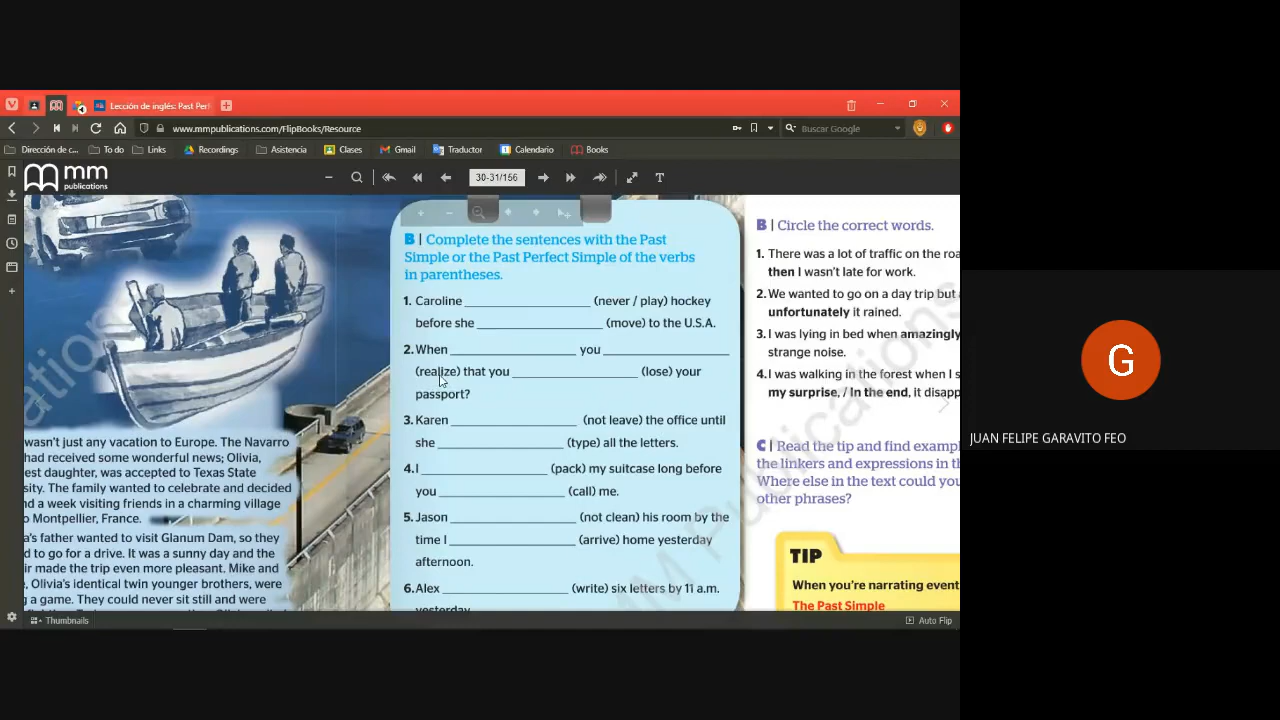 Lección de inglés: Past Perf
www.mmpublications.com/FlipBooks/Resource
Buscar Google
Dirección de c...
To do
Links
Recordings
Asistencia
Clases
Gmail
Traductor
Calendario
Books
mm
publications
30-31/156
T
B | Complete the sentences with the Past
Simple or the Past Perfect Simple of the verbs
in parentheses.
1. Caroline ____ (never / play) hockey
before she ____ (move) to the U.S.A.
2. When ____ you ____
(realize) that you ____ (lose) your
passport?
3. Karen ____ (not leave) the office until
she ____ (type) all the letters.
4. I ____ (pack) my suitcase long before
you ____ (call) me.
5. Jason ____ (not clean) his room by the
time I ____ (arrive) home yesterday
afternoon.
6. Alex ____ (write) six letters by 11 a.m.
yesterday
wasn't just any vacation to Europe. The Navarro
had received some wonderful news; Olivia,
est daughter, was accepted to Texas State
sity. The family wanted to celebrate and decided
nd a week visiting friends in a charming village
o Montpellier, France.
a's father wanted to visit Glanum Dam, so they
d to go for a drive. It was a sunny day and the
ir made the trip even more pleasant. Mike and
, Olivia's identical twin younger brothers, were
g a game. They could never sit still and were
B | Circle the correct words.
1. There was a lot of traffic on the roa
then I wasn't late for work.
2. We wanted to go on a day trip but
unfortunately it rained.
3. I was lying in bed when amazingly
strange noise.
4. I was walking in the forest when I s
my surprise, / In the end, it disapp
C | Read the tip and find exampl
the linkers and expressions in th
Where else in the text could you
other phrases?
TIP
When you're narrating event
The Past Simple
Thumbnails
Auto Flip
G
JUAN FELIPE GARAVITO FEO